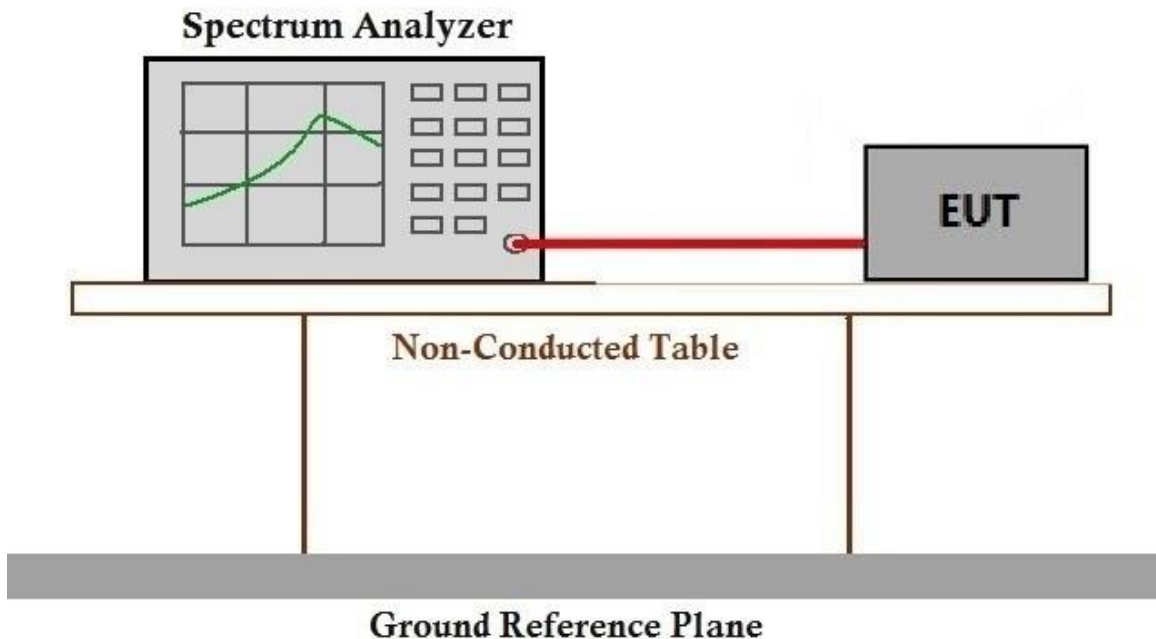 Spectrum Analyzer
EUT
Non-Conducted Table
Ground Reference Plane